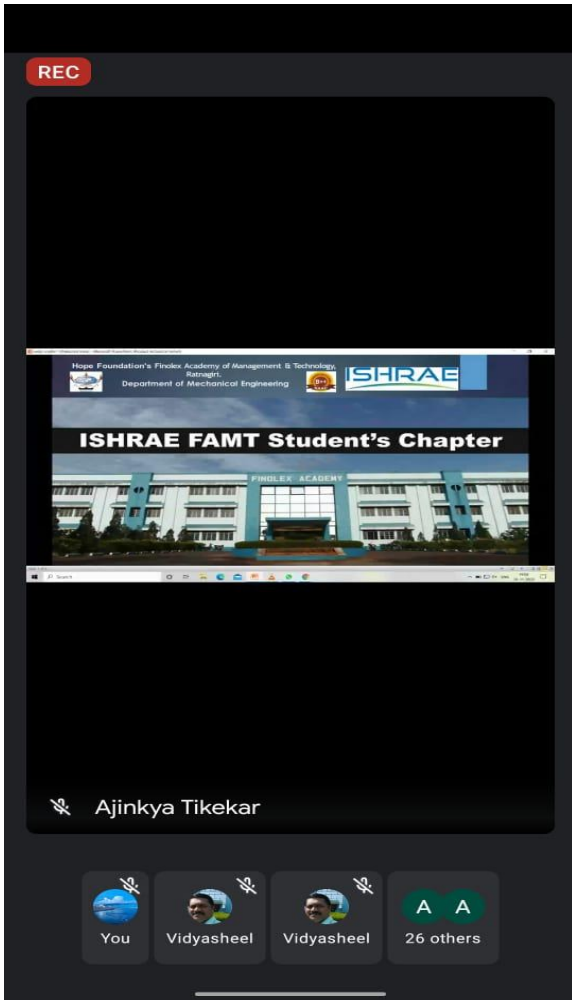 REC
Hope Foundation's Finolex Academy of Management & Technology,
Ratnagiri,
Department of Mechanical Engineering
ISHRAE
ISHRAE FAMT Student's Chapter
FINOLEX ACADEMY
Search
Ajinkya Tikekar
You
Vidyasheel
Vidyasheel
A A
26 others